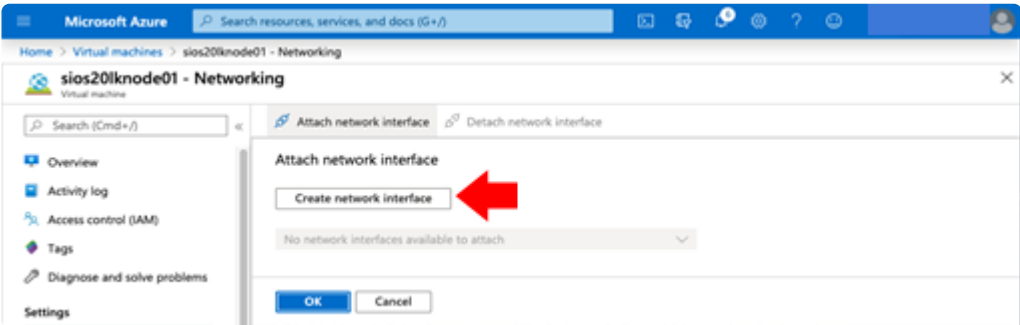 Microsoft Azure
Search resources, services, and docs (G+/)
Home > Virtual machines > sios20lknode01 - Networking
sios20lknode01 - Networking
Virtual machine
Search (Cmd+/)
Attach network interface
Detach network interface
Overview
Activity log
Access control (IAM)
Tags
Diagnose and solve problems
Settings
Attach network interface
Create network interface
No network interfaces available to attach
OK
Cancel